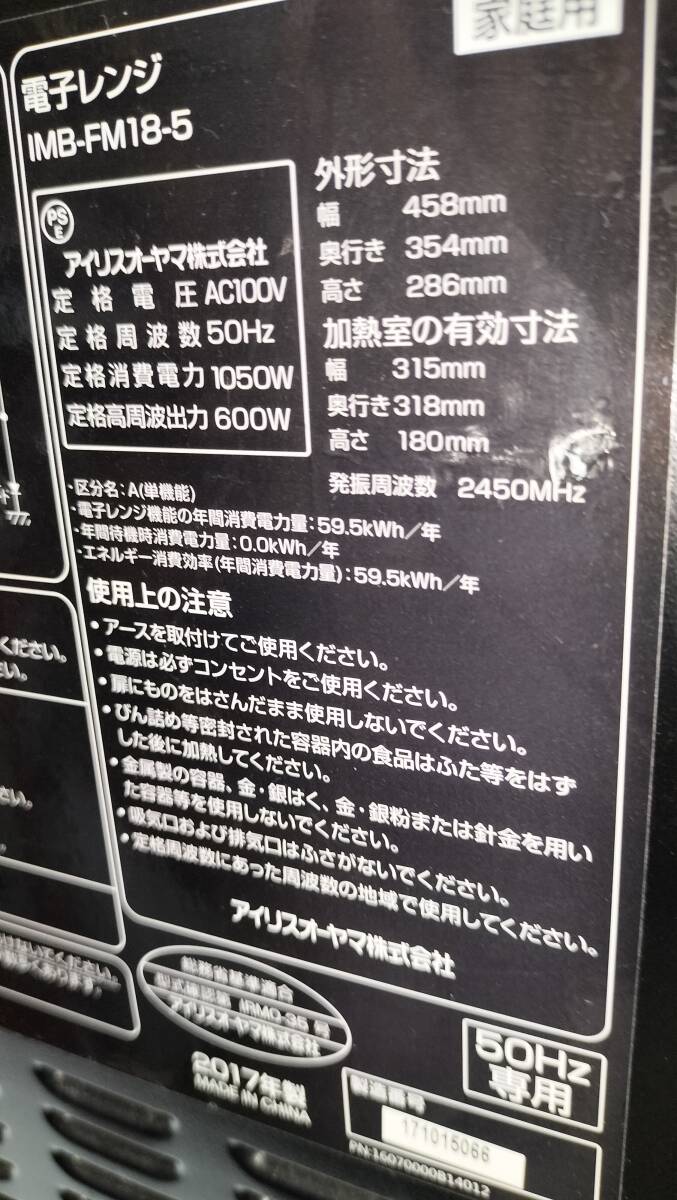 家庭用
電子レンジ
IMB-FM18-5
PS
E
アイリスオーヤマ株式会社
定格電圧 AC100V
定格周波数 50Hz
定格消費電力 1050W
定格高周波出力 600W
外形寸法
幅 458mm
奥行き 354mm
高さ 286mm
加熱室の有効寸法
幅 315mm
奥行き 318mm
高さ 180mm
発振周波数 2450MHz
・区分名:A(単機能)
・電子レンジ機能の年間消費電力量:59.5kWh/年
・年間待機時消費電力量:0.0kWh/年
・エネルギー消費効率(年間消費電力量):59.5kWh/年
使用上の注意
・アースを取付けてご使用ください。
・電源は必ずコンセントをご使用ください。
・扉にものをはさんだまま使用しないでください。
・びん詰め等密封された容器内の食品はふた等をはず
した後に加熱してください。
・金属製の容器、金・銀はく、金・銀粉または針金を用い
た容器等を使用しないでください。
・吸気口および排気口はふさがないでください。
・定格周波数にあった周波数の地域で使用してください。
アイリスオーヤマ株式会社
総務省基準適合
型式確認第 IRMO-35 号
アイリスオーヤマ株式会社
2017年製
MADE IN CHINA
50Hz
専用
製造番号
171015066
PN:16070000814012
ください。
さい。
ください。
くあります。